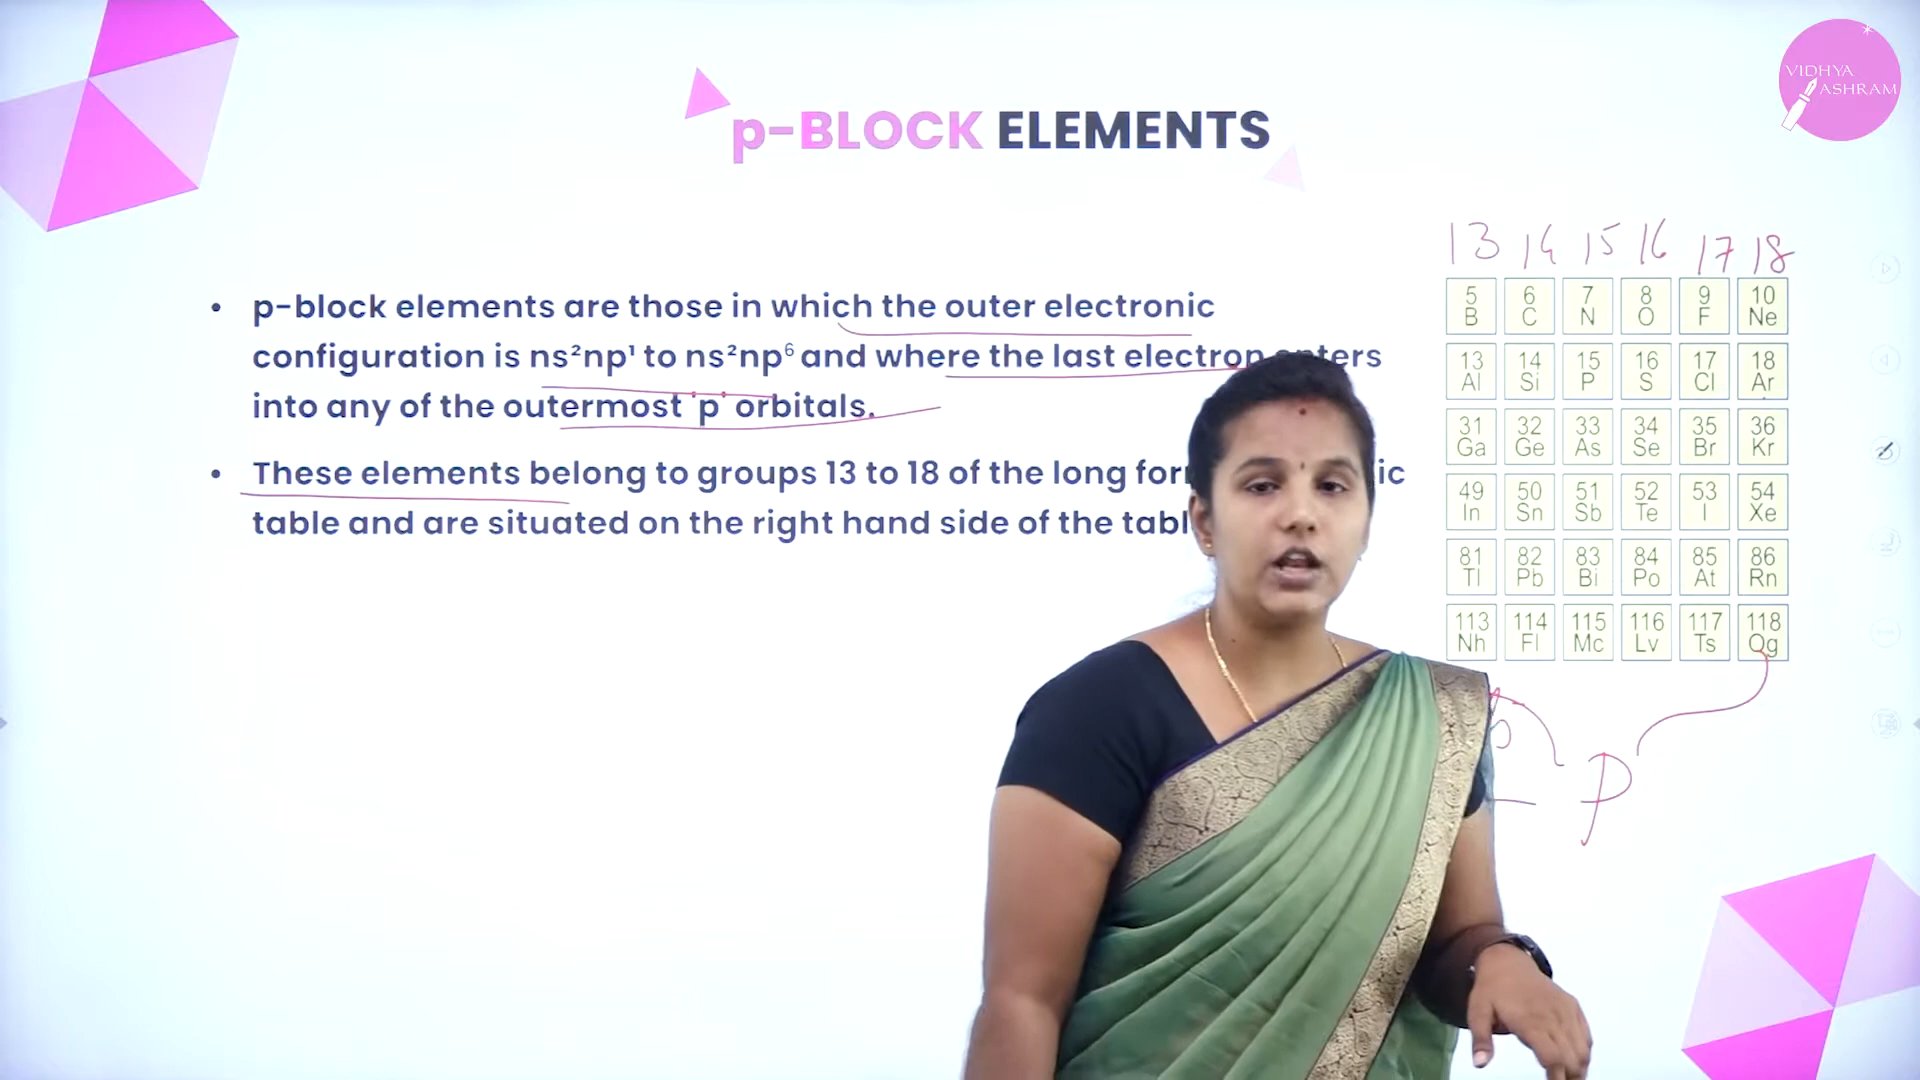 VIDHYA
ASHRAM
p-BLOCK ELEMENTS
13 14 15 16 17 18
• p-block elements are those in which the outer electronic
configuration is ns²np¹ to ns²np⁶ and where the last electron
into any of the outermost 'p' orbitals.
• These elements belong to groups 13 to 18 of the long
table and are situated on the right hand side of the
5 6 7 8 9 10
B C N O F Ne
13 14 15 16 17 18
Al Si P S Cl Ar
31 32 33 34 35 36
Ga Ge As Se Br Kr
49 50 51 52 53 54
In Sn Sb Te I Xe
81 82 83 84 85 86
Tl Pb Bi Po At Rn
113 114 115 116 117 118
Nh Fl Mc Lv Ts Og
P